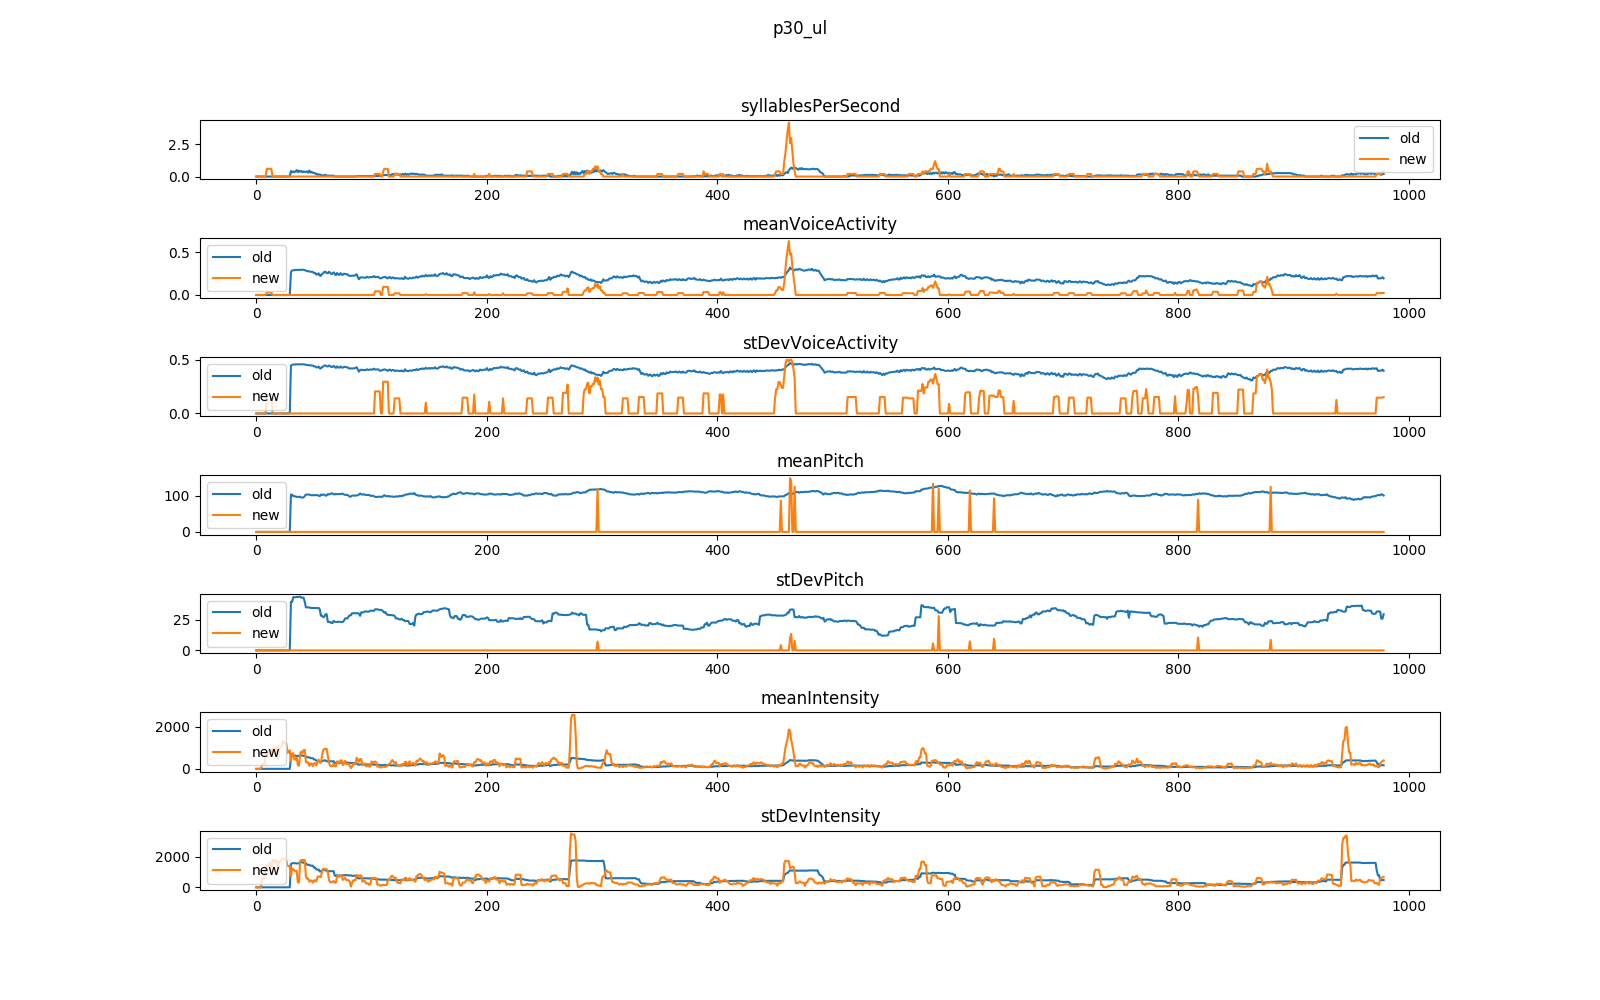 p30_ul
syllablesPerSecond
2.5
0.0
old
new
0 200 400 600 800 1000
meanVoiceActivity
0.5
0.0
old
new
0 200 400 600 800 1000
stDevVoiceActivity
0.5
0.0
old
new
0 200 400 600 800 1000
meanPitch
100
0
old
new
0 200 400 600 800 1000
stDevPitch
25
0
old
new
0 200 400 600 800 1000
meanIntensity
2000
0
old
new
0 200 400 600 800 1000
stDevIntensity
2000
0
old
new
0 200 400 600 800 1000